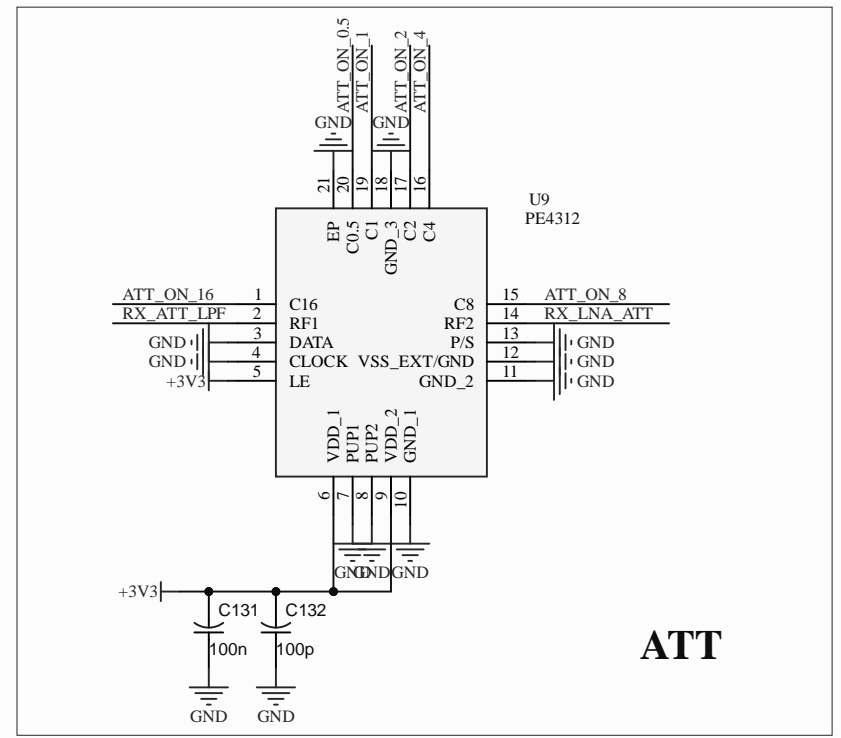 ATT_ON_0.5
ATT_ON_1
ATT_ON_2
ATT_ON_4
GND
GND
21
20
19
18
17
16
U9
PE4312
EP
C0.5
C1
GND_3
C2
C4
ATT_ON_16 1 C16
RX_ATT_LPF 2 RF1
GND 3 DATA
GND 4 CLOCK
+3V3 5 LE
C8 15 ATT_ON_8
RF2 14 RX_LNA_ATT
P/S 13 GND
VSS_EXT/GND 12 GND
GND_2 11 GND
VDD_1
PUP1
PUP2
VDD_2
GND_1
6
7
8
9
10
GND
GND
GND
+3V3
C131
100n
C132
100p
GND
GND
ATT